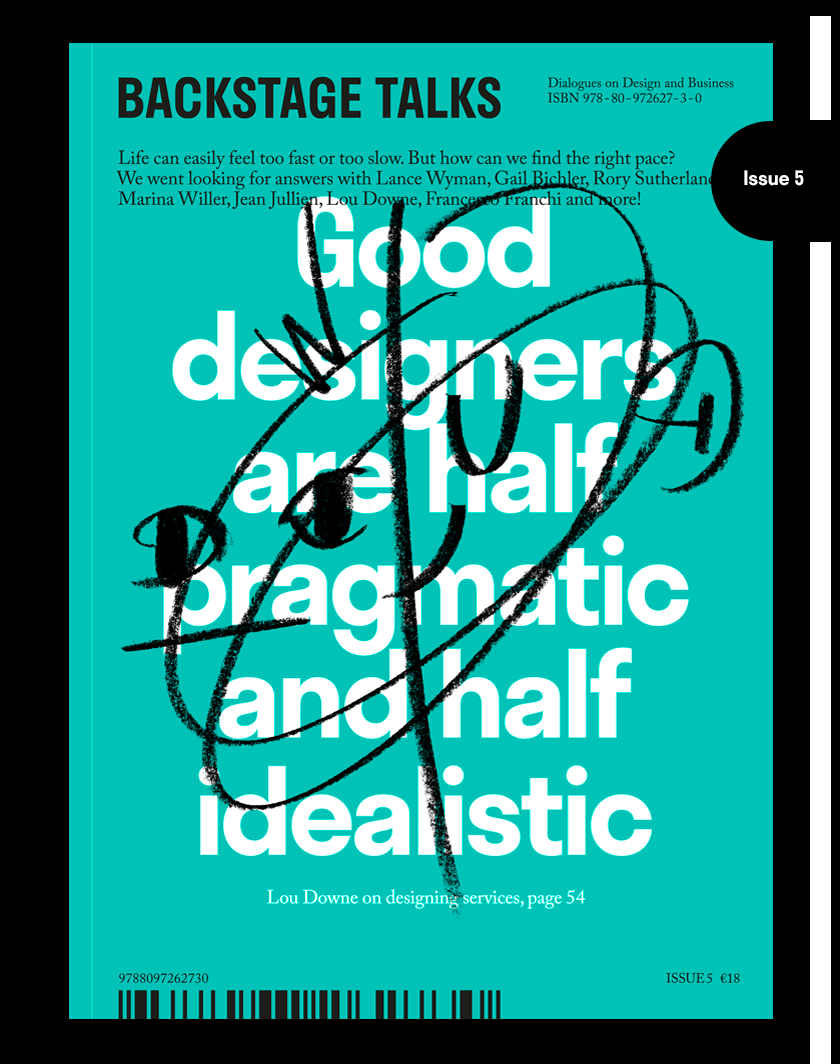 BACKSTAGE TALKS
Dialogues on Design and Business
ISBN 978-80-972627-3-0
Life can easily feel too fast or too slow. But how can we find the right pace?
We went looking for answers with Lance Wyman, Gail Bichler, Rory Sutherland
Marina Willer, Jean Jullien, Lou Downe, Francesco Franchi and more!
Issue 5
Good
designers
are half
pragmatic
and half
idealistic
Lou Downe on designing services, page 54
9788097262730
ISSUE 5 €18